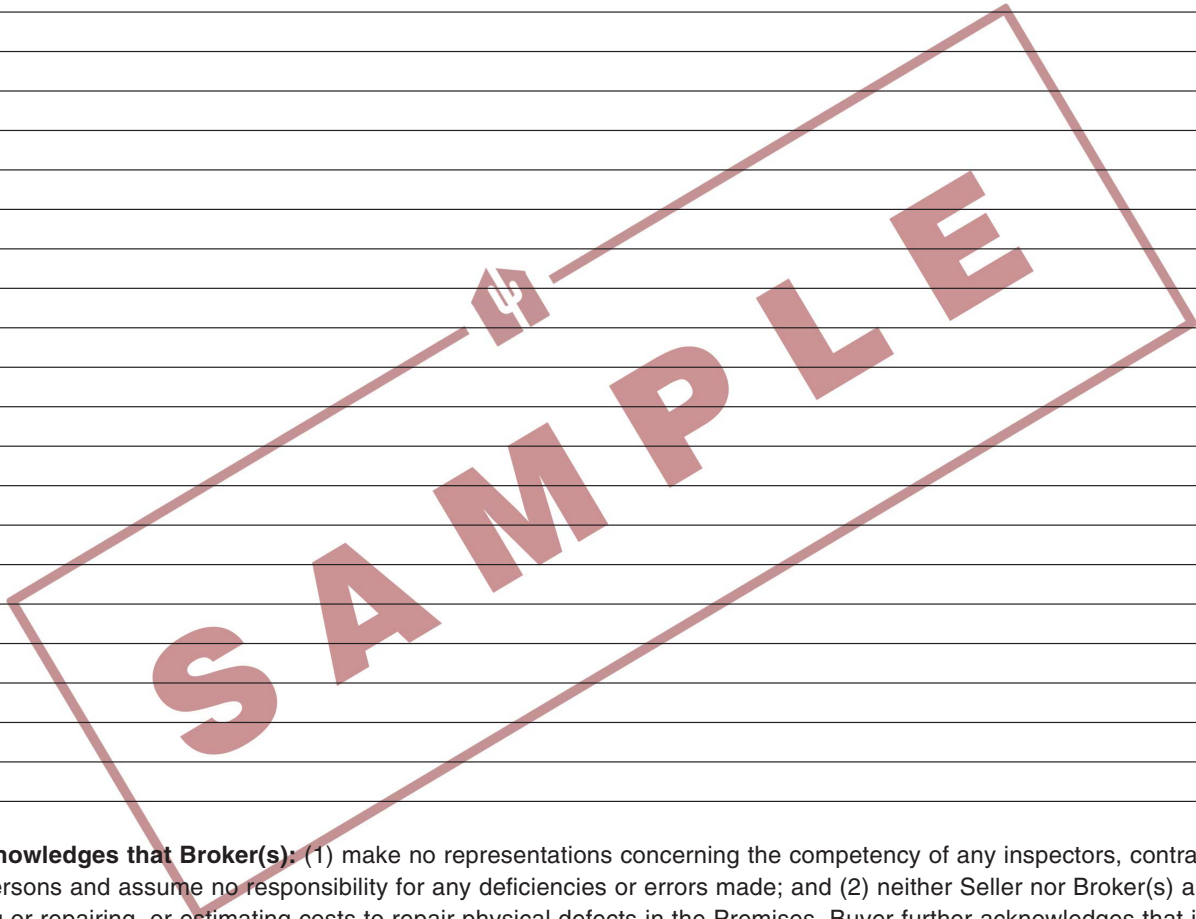 SAMPLE
nowledges that Broker(s): (1) make no representations concerning the competency of any inspectors, contra
ersons and assume no responsibility for any deficiencies or errors made; and (2) neither Seller nor Broker(s) a
or repairing, or estimating costs to repair physical defects in the Premises. Buyer further acknowledges that i